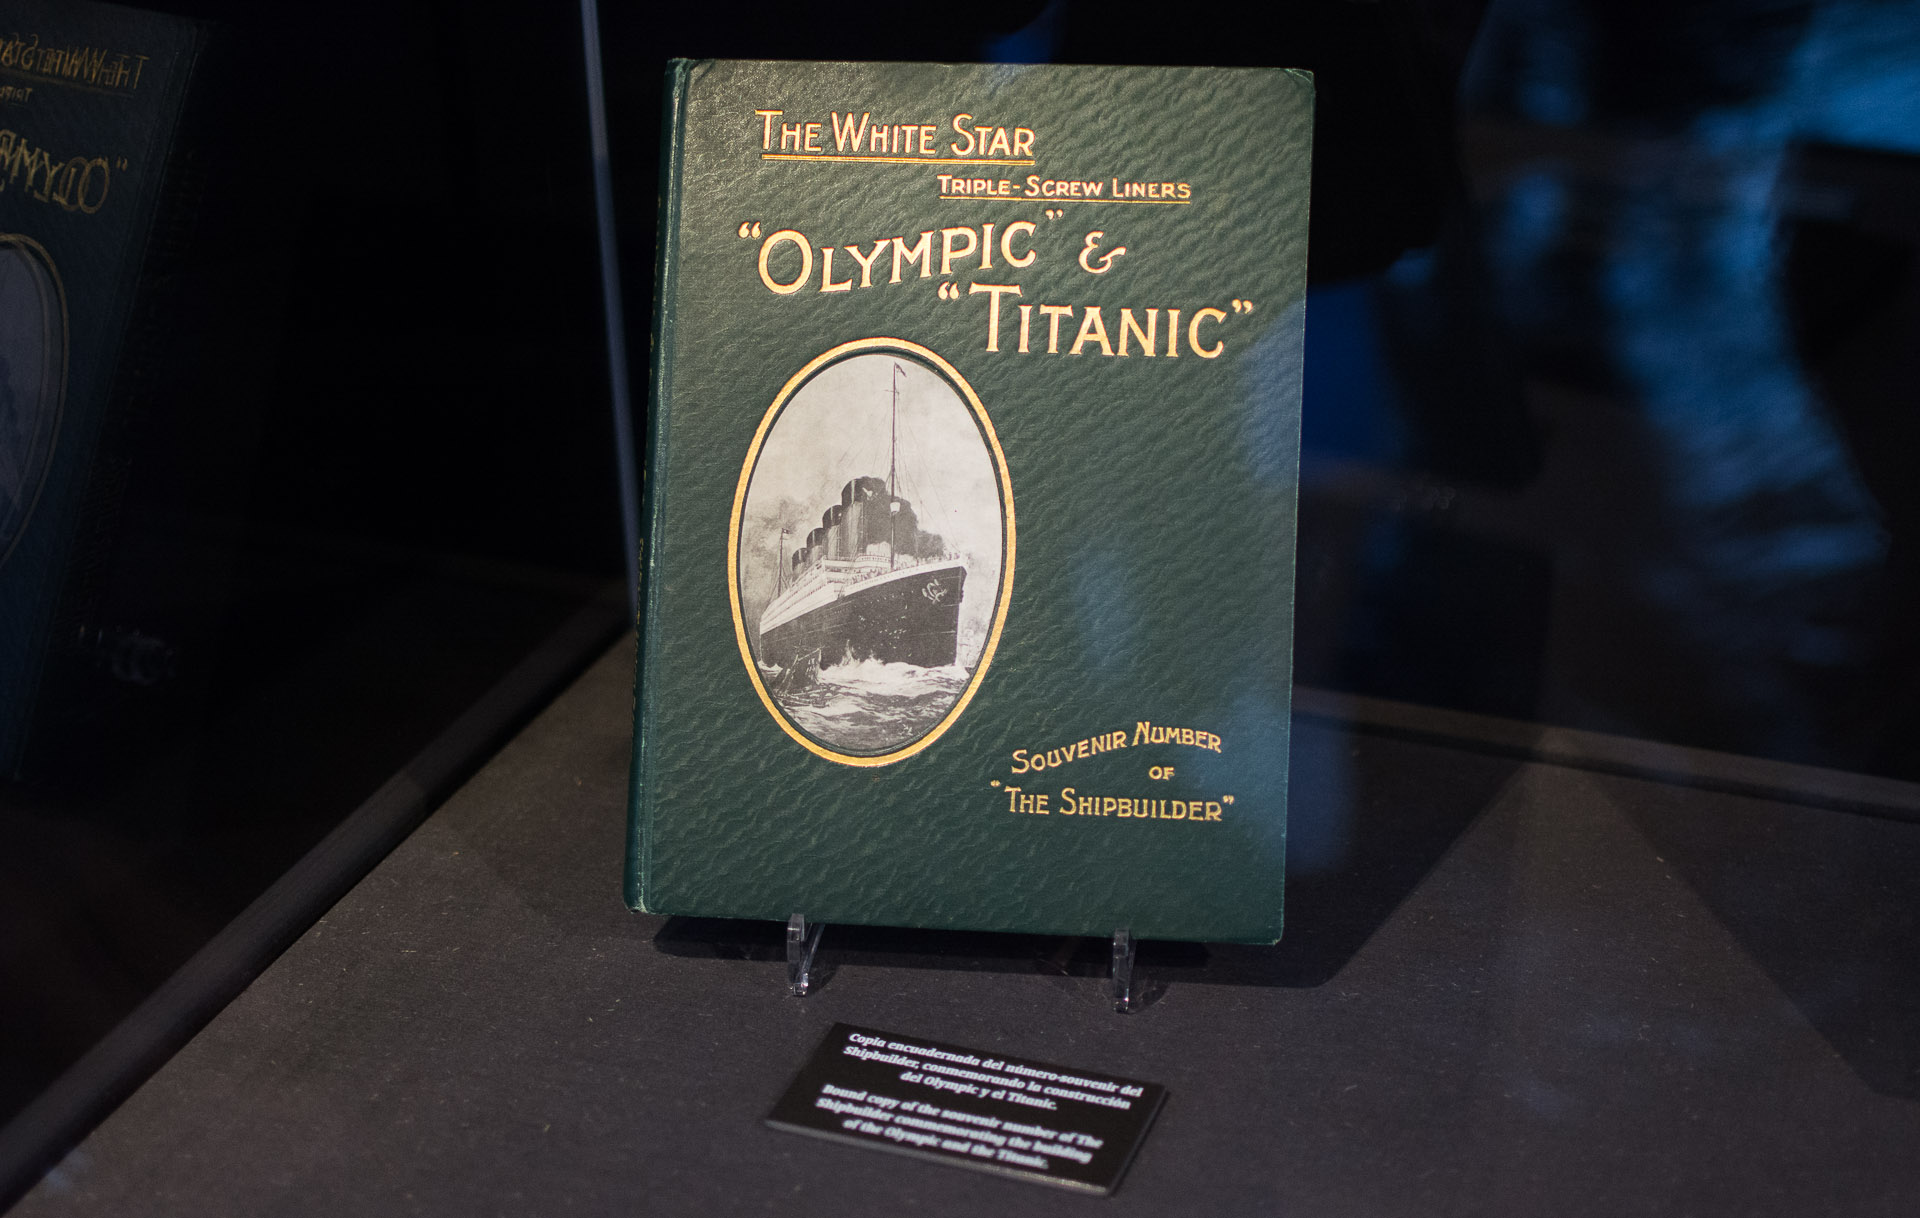 THE WHITE STAR
TRIPLE-SCREW LINERS
"OLYMPIC" &
"TITANIC"
SOUVENIR NUMBER
OF
"THE SHIPBUILDER"
Copia encuadernada del número-souvenir del
Shipbuilder, conmemorando la construcción
del Olympic y el Titanic.
Bound copy of the souvenir number of The
Shipbuilder commemorating the building
of the Olympic and the Titanic.